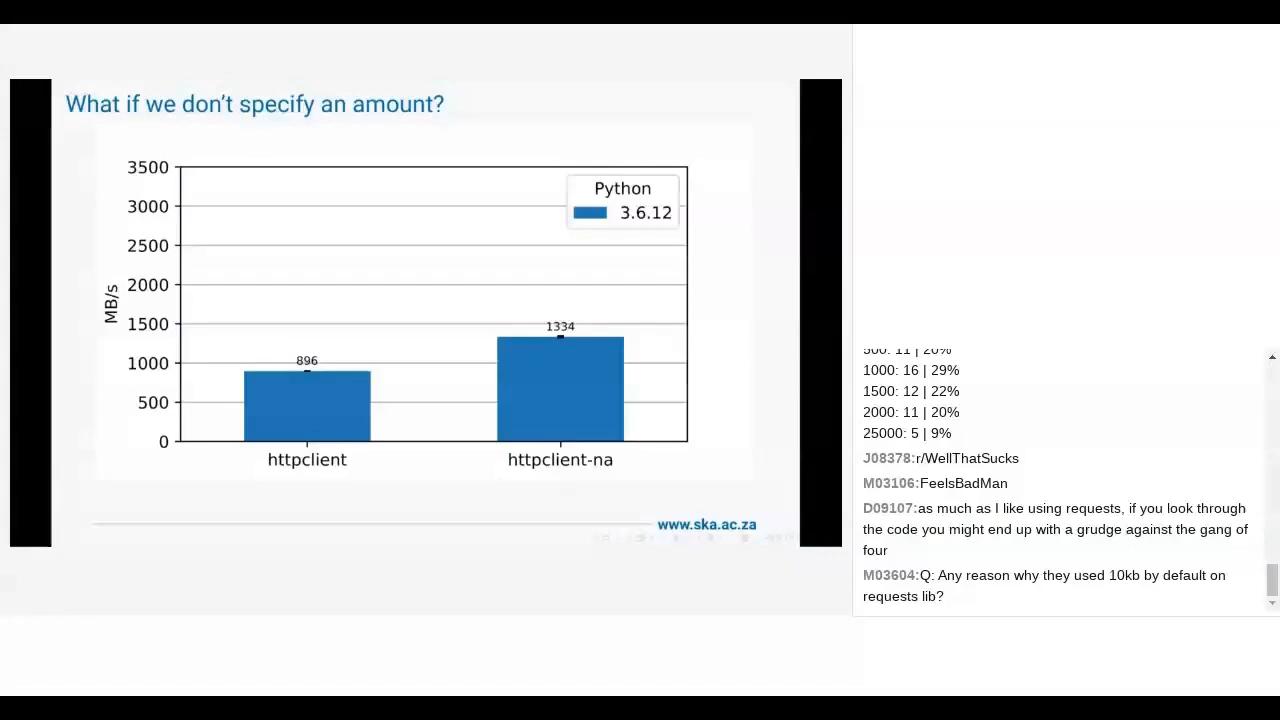 What if we don't specify an amount?
3500
3000
2500
2000
1500
1000
500
0
MB/s
Python
3.6.12
896
1334
httpclient
httpclient-na
www.ska.ac.za
500: 11 | 20%
1000: 16 | 29%
1500: 12 | 22%
2000: 11 | 20%
25000: 5 | 9%
J08378:r/WellThatSucks
M03106:FeelsBadMan
D09107:as much as I like using requests, if you look through
the code you might end up with a grudge against the gang of
four
M03604:Q: Any reason why they used 10kb by default on
requests lib?